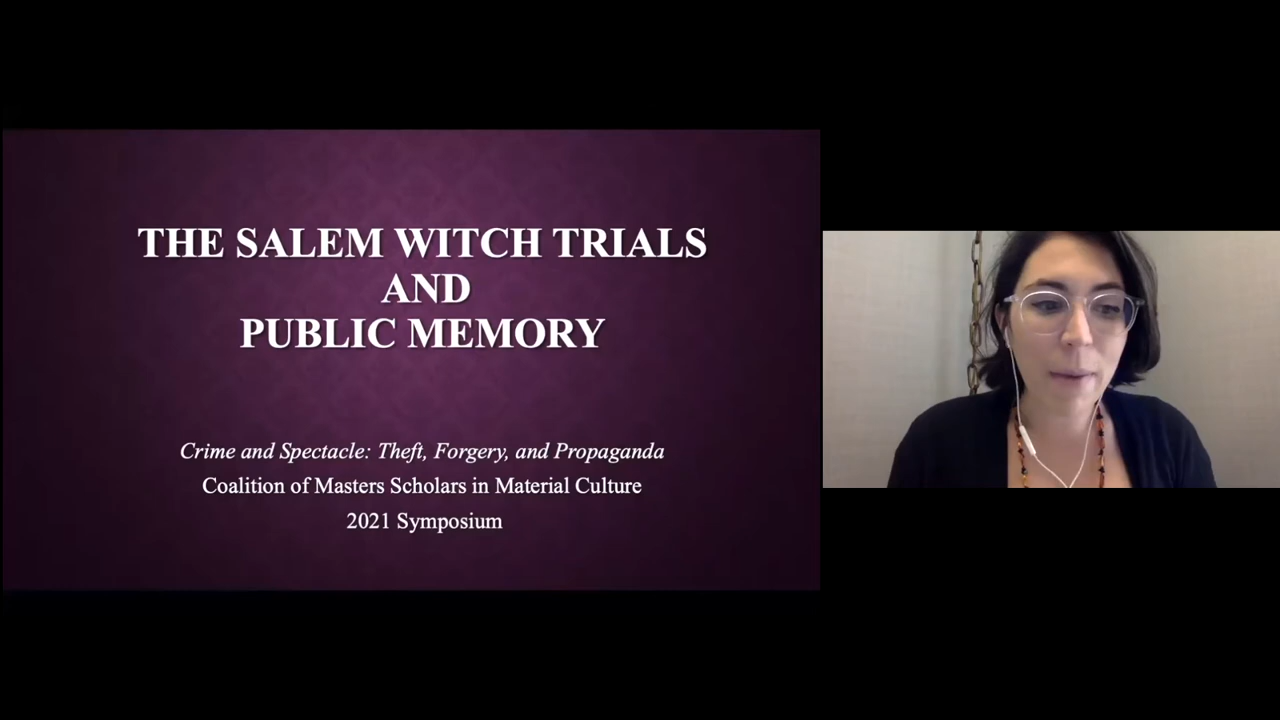 THE SALEM WITCH TRIALS
AND
PUBLIC MEMORY
Crime and Spectacle: Theft, Forgery, and Propaganda
Coalition of Masters Scholars in Material Culture
2021 Symposium